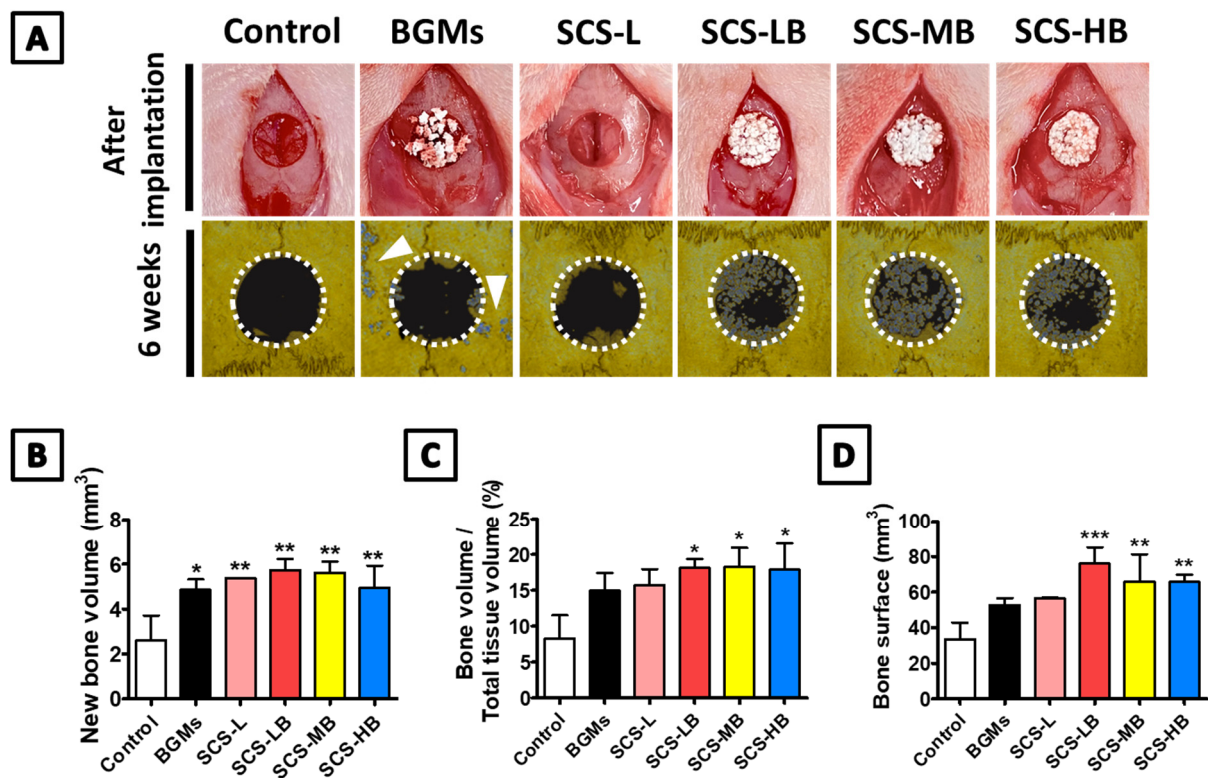 A
Control BGMs SCS-L SCS-LB SCS-MB SCS-HB
After
implantation
6 weeks
B
New bone volume (mm³)
8
6
4
2
0
* ** ** ** **
Control BGMs SCS-L SCS-LB SCS-MB SCS-HB
C
Bone volume /
Total tissue volume (%)
25
20
15
10
5
0
* * *
Control BGMs SCS-L SCS-LB SCS-MB SCS-HB
D
Bone surface (mm³)
100
80
60
40
20
0
*** ** **
Control BGMs SCS-L SCS-LB SCS-MB SCS-HB